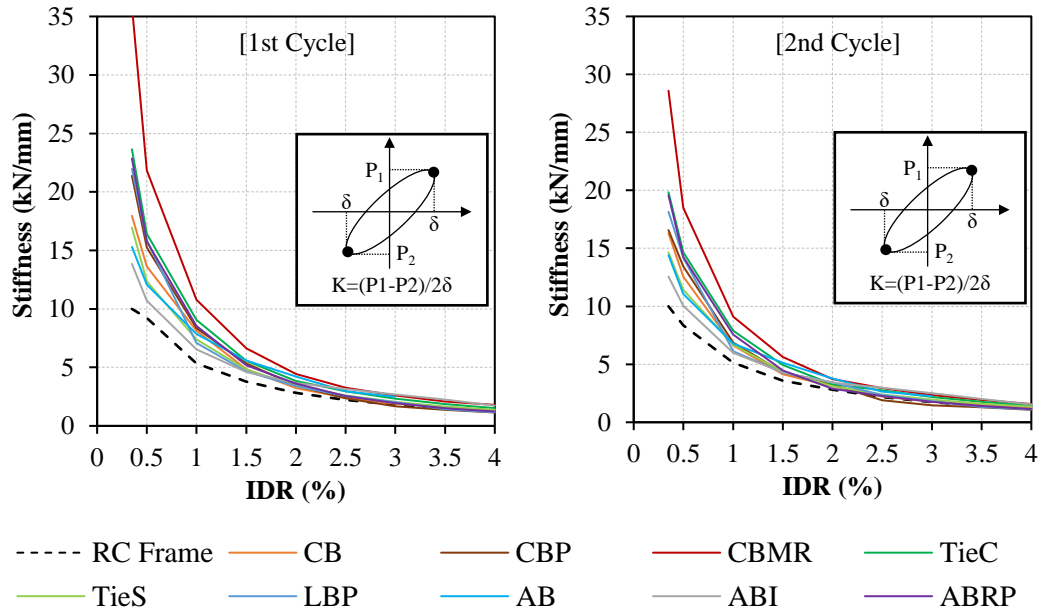 [1st Cycle]
Stiffness (kN/mm)
35
30
25
20
15
10
5
0
P1
δ
δ
P2
K=(P1-P2)/2δ
0 0.5 1 1.5 2 2.5 3 3.5 4
IDR (%)
[2nd Cycle]
Stiffness (kN/mm)
35
30
25
20
15
10
5
0
P1
δ
δ
P2
K=(P1-P2)/2δ
0 0.5 1 1.5 2 2.5 3 3.5 4
IDR (%)
RC Frame CB CBP CBMR TieC
TieS LBP AB ABI ABRP